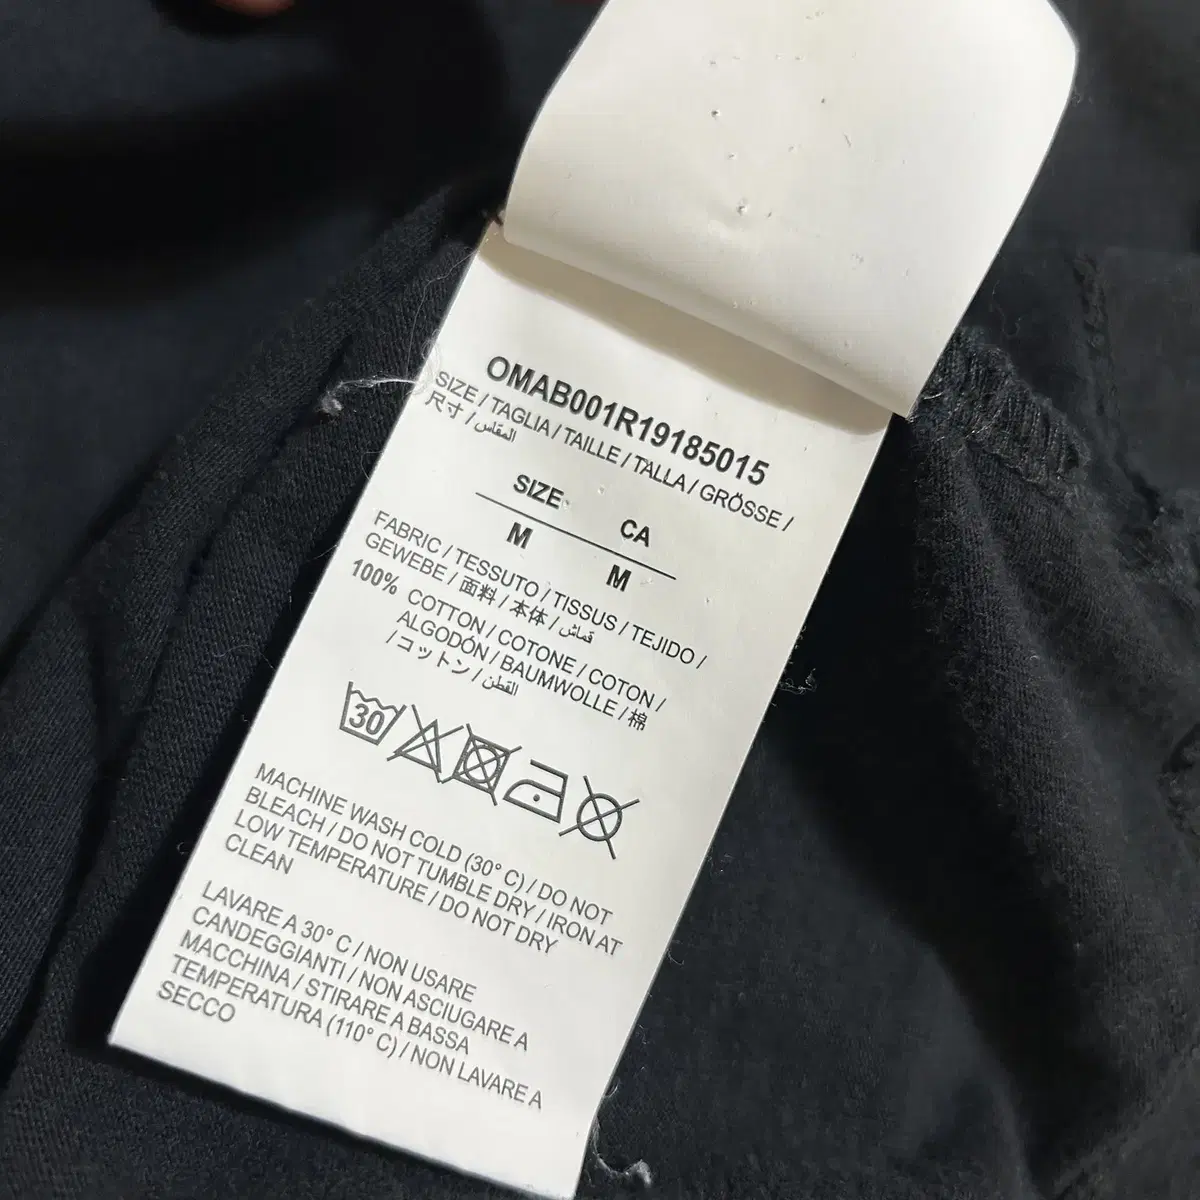 OMAB001R19185015
SIZE / TAGLIA / TAILLE / TALLA / GRÖSSE /
尺寸 / المقاس
SIZE CA
M M
FABRIC / TESSUTO / TISSUS / TEJIDO /
GEWEBE / 面料 / 本体 / قماش
100% COTTON / COTONE / COTON /
ALGODÓN / BAUMWOLLE / 棉
/ コットン / القطن
30
MACHINE WASH COLD (30° C) / DO NOT
BLEACH / DO NOT TUMBLE DRY / IRON AT
LOW TEMPERATURE / DO NOT DRY
CLEAN
LAVARE A 30° C / NON USARE
CANDEGGIANTI / NON ASCIUGARE A
MACCHINA / STIRARE A BASSA
TEMPERATURA (110° C) / NON LAVARE A
SECCO